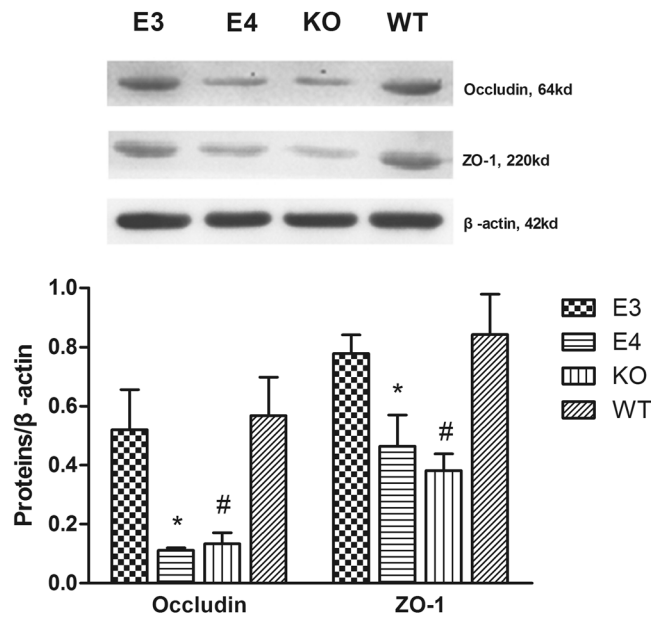 E3 E4 KO WT
Occludin, 64kd
ZO-1, 220kd
β -actin, 42kd
Proteins/β -actin
1.0
0.8
0.6
0.4
0.2
0.0
* # * #
Occludin ZO-1
E3
E4
KO
WT